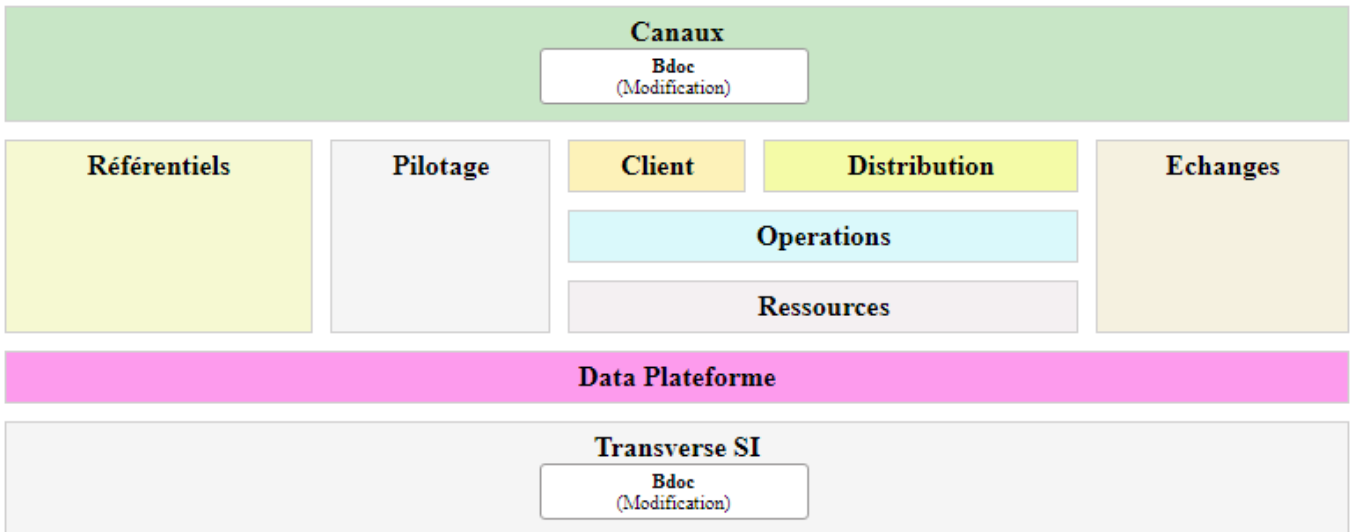 Canaux
Bdoc
(Modification)
Référentiels
Pilotage
Client
Distribution
Echanges
Operations
Ressources
Data Plateforme
Transverse SI
Bdoc
(Modification)